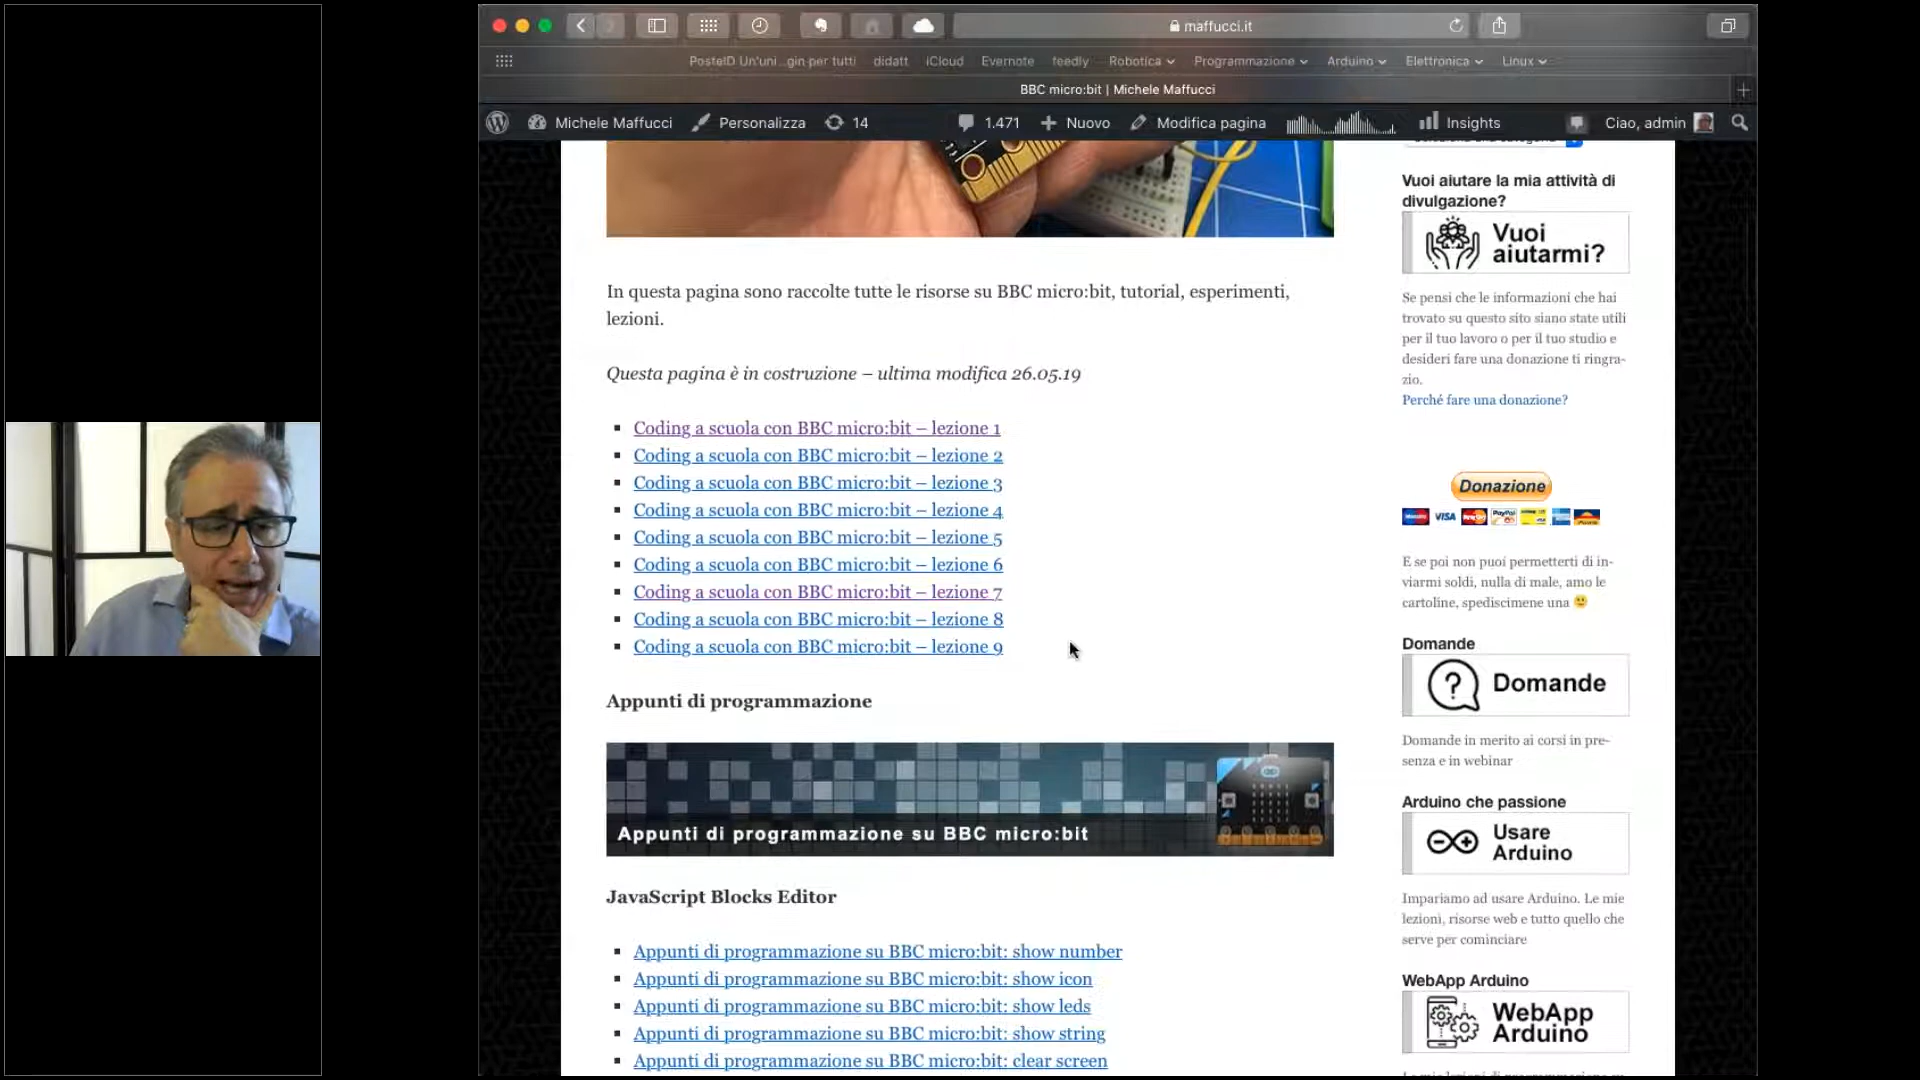 maffucci.it
PosteID Un'uni...gin per tutti didatt iCloud Evernote feedly Robotica Programmazione Arduino Elettronica Linux
BBC micro:bit | Michele Maffucci
Michele Maffucci Personalizza 14 1.471 Nuovo Modifica pagina Insights Ciao, admin
In questa pagina sono raccolte tutte le risorse su BBC micro:bit, tutorial, esperimenti,
lezioni.
Questa pagina è in costruzione – ultima modifica 26.05.19
Coding a scuola con BBC micro:bit – lezione 1
Coding a scuola con BBC micro:bit – lezione 2
Coding a scuola con BBC micro:bit – lezione 3
Coding a scuola con BBC micro:bit – lezione 4
Coding a scuola con BBC micro:bit – lezione 5
Coding a scuola con BBC micro:bit – lezione 6
Coding a scuola con BBC micro:bit – lezione 7
Coding a scuola con BBC micro:bit – lezione 8
Coding a scuola con BBC micro:bit – lezione 9
Appunti di programmazione
Appunti di programmazione su BBC micro:bit
JavaScript Blocks Editor
Appunti di programmazione su BBC micro:bit: show number
Appunti di programmazione su BBC micro:bit: show icon
Appunti di programmazione su BBC micro:bit: show leds
Appunti di programmazione su BBC micro:bit: show string
Appunti di programmazione su BBC micro:bit: clear screen
Vuoi aiutare la mia attività di
divulgazione?
Vuoi
aiutarmi?
Se pensi che le informazioni che hai
trovato su questo sito siano state utili
per il tuo lavoro o per il tuo studio e
desideri fare una donazione ti ringra-
zio.
Perché fare una donazione?
Donazione
VISA PayPal
E se poi non puoi permetterti di in-
viarmi soldi, nulla di male, amo le
cartoline, spediscimene una
Domande
Domande
Domande in merito ai corsi in pre-
senza e in webinar
Arduino che passione
Usare
Arduino
Impariamo ad usare Arduino. Le mie
lezioni, risorse web e tutto quello che
serve per cominciare
WebApp Arduino
WebApp
Arduino